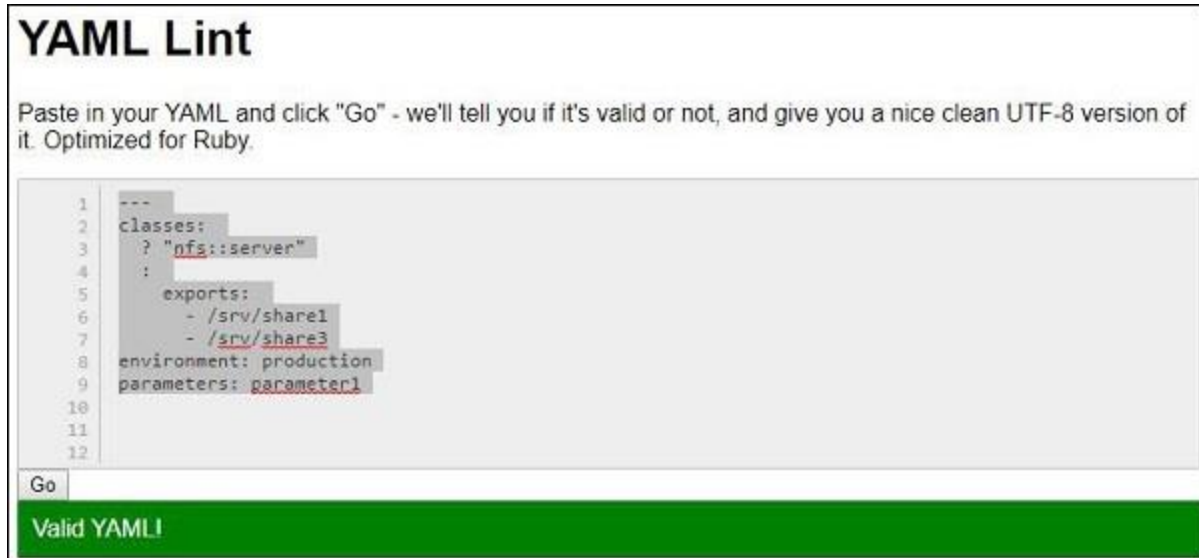 YAML Lint
Paste in your YAML and click "Go" - we'll tell you if it's valid or not, and give you a nice clean UTF-8 version of
it. Optimized for Ruby.
1 ---
2 classes:
3 ? "nfs::server"
4 :
5 exports:
6 - /srv/share1
7 - /srv/share3
8 environment: production
9 parameters: parameter1
10
11
12
Go
Valid YAML!